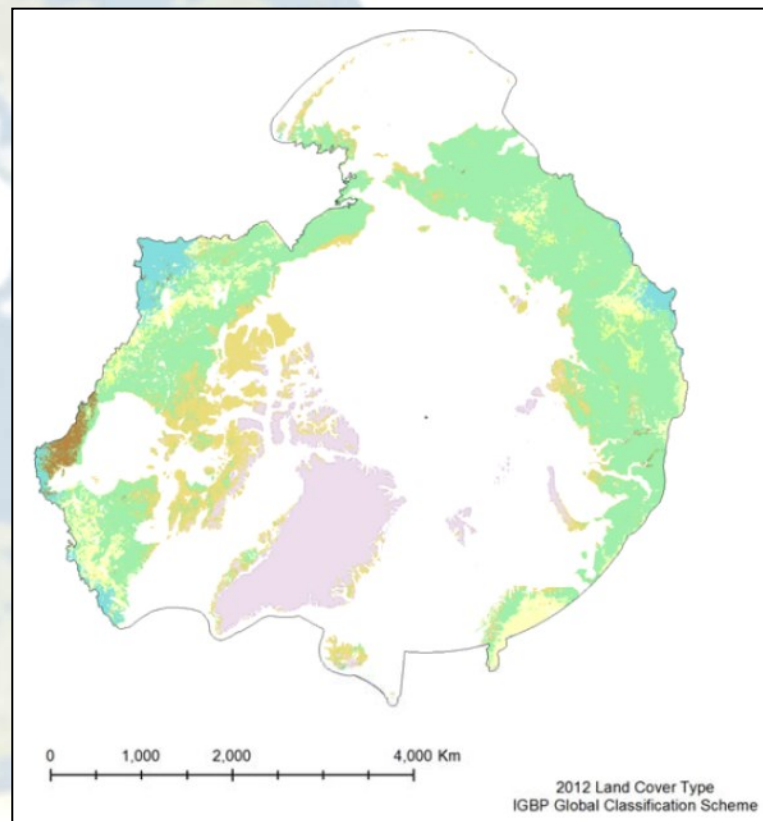 0 1,000 2,000 4,000 Km
2012 Land Cover Type
IGBP Global Classification Scheme